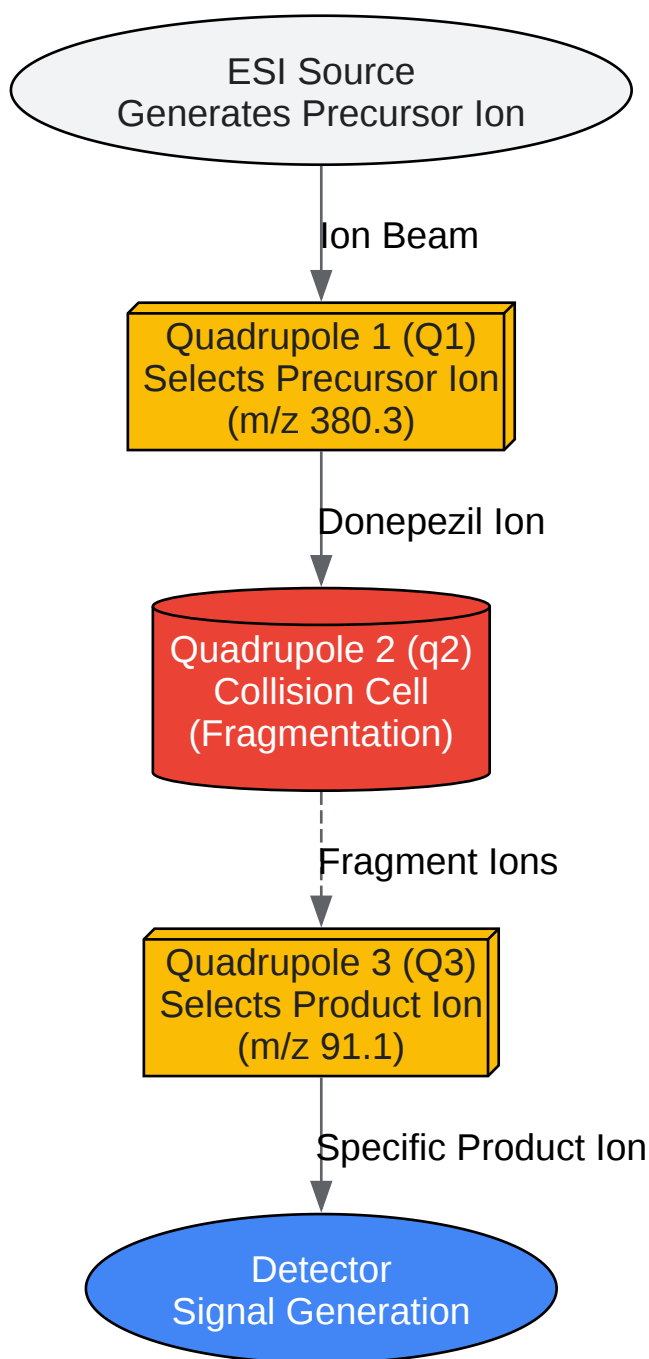 ESI Source
Generates Precursor Ion
Ion Beam
Quadrupole 1 (Q1)
Selects Precursor Ion
(m/z 380.3)
Donepezil Ion
Quadrupole 2 (q2)
Collision Cell
(Fragmentation)
Fragment Ions
Quadrupole 3 (Q3)
Selects Product Ion
(m/z 91.1)
Specific Product Ion
Detector
Signal Generation